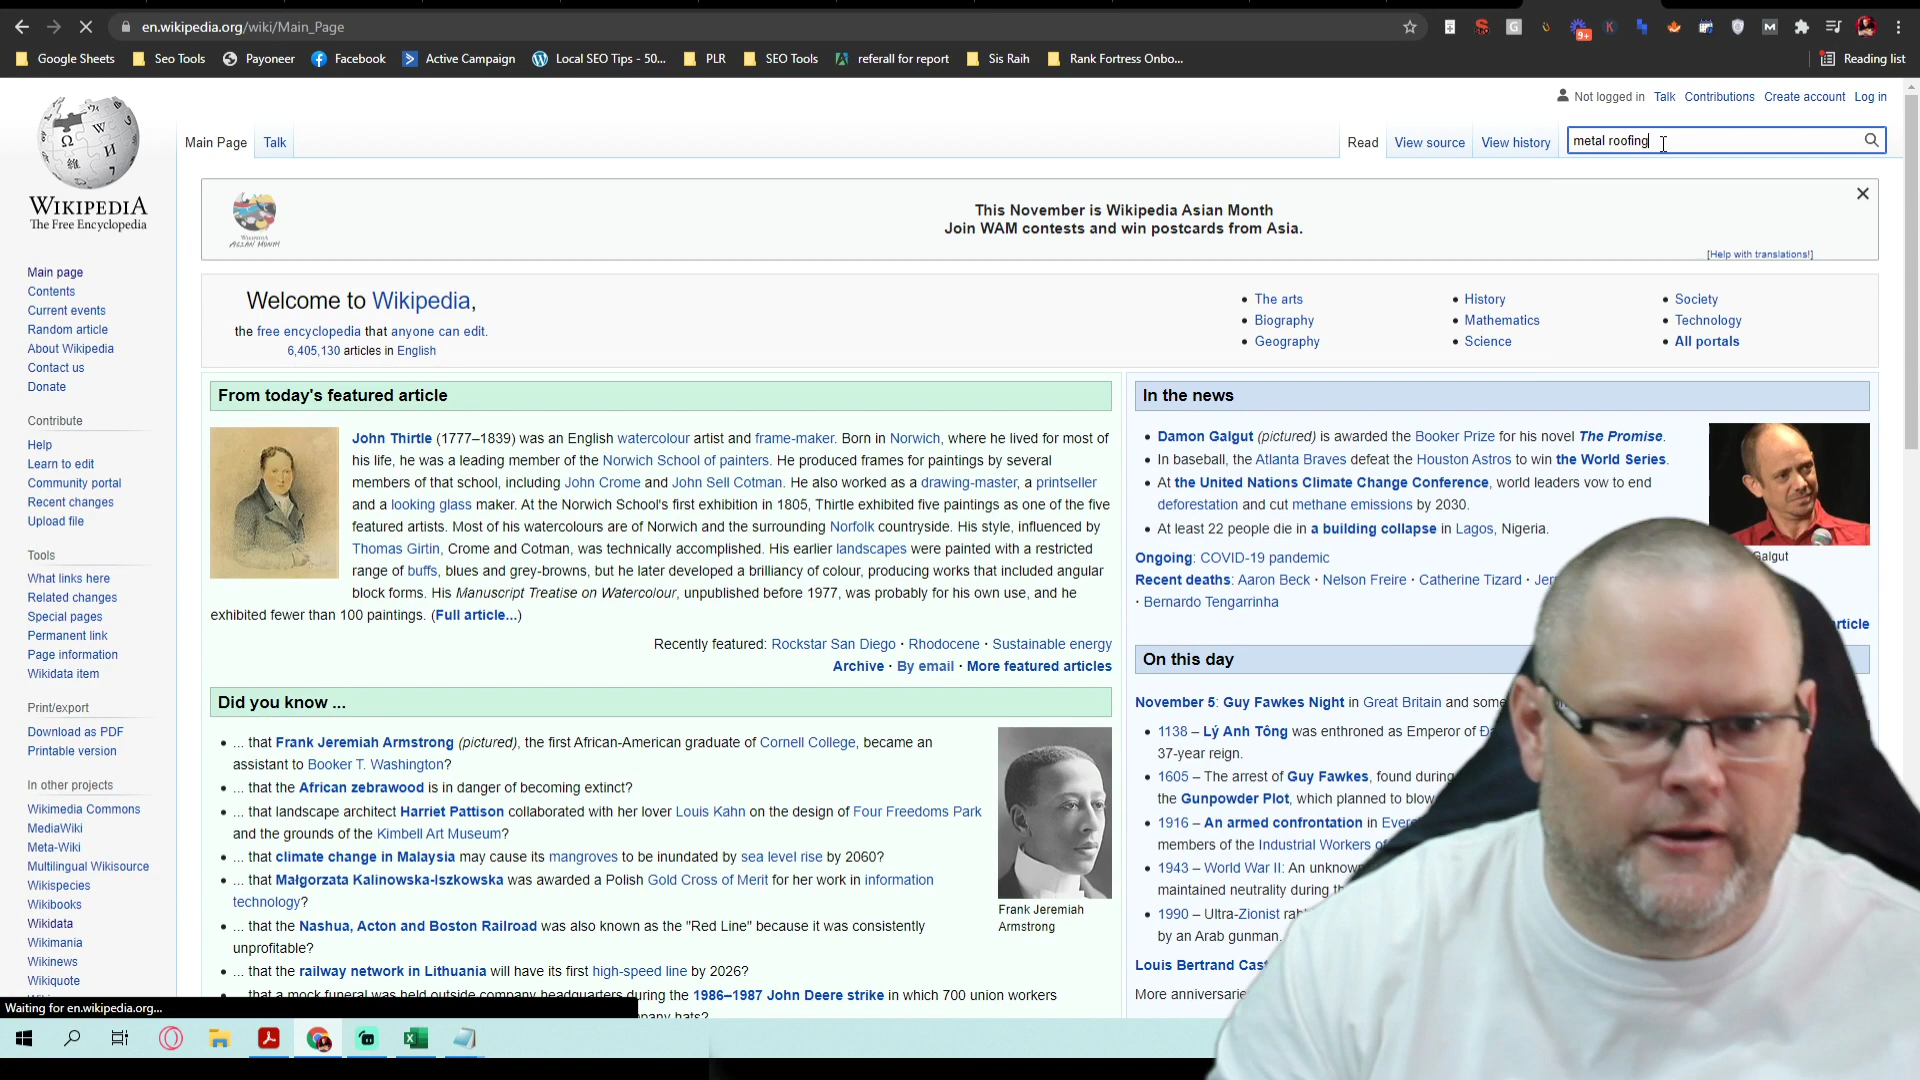 en.wikipedia.org/wiki/Main_Page
9+
Google Sheets
Seo Tools
Payoneer
Facebook
Active Campaign
Local SEO Tips - 50...
PLR
SEO Tools
referall for report
Sis Raih
Rank Fortress Onbo...
Reading list
Not logged in Talk Contributions Create account Log in
Main Page Talk
Read View source View history
metal roofing
WIKIPEDIA
The Free Encyclopedia
Main page
Contents
Current events
Random article
About Wikipedia
Contact us
Donate
Contribute
Help
Learn to edit
Community portal
Recent changes
Upload file
Tools
What links here
Related changes
Special pages
Permanent link
Page information
Wikidata item
Print/export
Download as PDF
Printable version
In other projects
Wikimedia Commons
MediaWiki
Meta-Wiki
Multilingual Wikisource
Wikispecies
Wikibooks
Wikidata
Wikimania
Wikinews
Wikiquote
WIKIPEDIA
ASIAN MONTH
This November is Wikipedia Asian Month
Join WAM contests and win postcards from Asia.
[Help with translations!]
Welcome to Wikipedia,
the free encyclopedia that anyone can edit.
6,405,130 articles in English
The arts
Biography
Geography
History
Mathematics
Science
Society
Technology
All portals
From today's featured article
John Thirtle (1777–1839) was an English watercolour artist and frame-maker. Born in Norwich, where he lived for most of
his life, he was a leading member of the Norwich School of painters. He produced frames for paintings by several
members of that school, including John Crome and John Sell Cotman. He also worked as a drawing-master, a printseller
and a looking glass maker. At the Norwich School's first exhibition in 1805, Thirtle exhibited five paintings as one of the five
featured artists. Most of his watercolours are of Norwich and the surrounding Norfolk countryside. His style, influenced by
Thomas Girtin, Crome and Cotman, was technically accomplished. His earlier landscapes were painted with a restricted
range of buffs, blues and grey-browns, but he later developed a brilliancy of colour, producing works that included angular
block forms. His Manuscript Treatise on Watercolour, unpublished before 1977, was probably for his own use, and he
exhibited fewer than 100 paintings. (Full article...)
Recently featured: Rockstar San Diego · Rhodocene · Sustainable energy
Archive · By email · More featured articles
Did you know ...
... that Frank Jeremiah Armstrong (pictured), the first African-American graduate of Cornell College, became an
assistant to Booker T. Washington?
... that the African zebrawood is in danger of becoming extinct?
... that landscape architect Harriet Pattison collaborated with her lover Louis Kahn on the design of Four Freedoms Park
and the grounds of the Kimbell Art Museum?
... that climate change in Malaysia may cause its mangroves to be inundated by sea level rise by 2060?
... that Małgorzata Kalinowska-Iszkowska was awarded a Polish Gold Cross of Merit for her work in information
technology?
... that the Nashua, Acton and Boston Railroad was also known as the "Red Line" because it was consistently
unprofitable?
... that the railway network in Lithuania will have its first high-speed line by 2026?
that a mock funeral was held outside company headquarters during the 1986–1987 John Deere strike in which 700 union workers
hats?
Frank Jeremiah
Armstrong
In the news
Damon Galgut (pictured) is awarded the Booker Prize for his novel The Promise.
In baseball, the Atlanta Braves defeat the Houston Astros to win the World Series.
At the United Nations Climate Change Conference, world leaders vow to end
deforestation and cut methane emissions by 2030.
At least 22 people die in a building collapse in Lagos, Nigeria.
Galgut
Ongoing: COVID-19 pandemic
Recent deaths: Aaron Beck · Nelson Freire · Catherine Tizard ·
· Bernardo Tengarrinha
On this day
November 5: Guy Fawkes Night in Great Britain and some
1138 – Lý Anh Tông was enthroned as Emperor of
37-year reign.
1605 – The arrest of Guy Fawkes, found during
the Gunpowder Plot, which planned to blow
1916 – An armed confrontation in
members of the Industrial Workers of
1943 – World War II: An unknown
maintained neutrality during
1990 – Ultra-Zionist
by an Arab gunman.
Louis Bertrand
More anniversaries
Waiting for en.wikipedia.org...